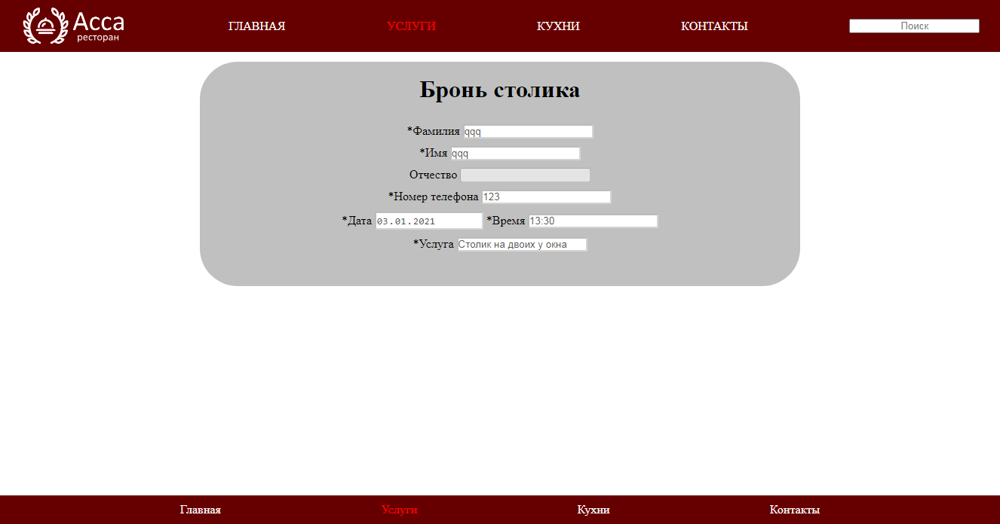 Асса
ресторан
ГЛАВНАЯ УСЛУГИ КУХНИ КОНТАКТЫ Поиск
Бронь столика
*Фамилия qqq
*Имя qqq
Отчество
*Номер телефона 123
*Дата 03.01.2021 *Время 13:30
*Услуга Столик на двоих у окна
Главная Услуги Кухни Контакты